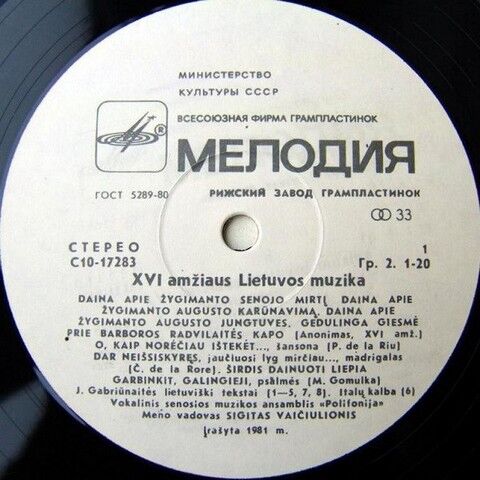 МИНИСТЕРСТВО
КУЛЬТУРЫ СССР
ВСЕСОЮЗНАЯ ФИРМА ГРАМПЛАСТИНОК
®
МЕЛОДИЯ
ГОСТ 5289-80
РИЖСКИЙ ЗАВОД ГРАМПЛАСТИНОК
33
СТЕРЕО
1
С10-17283
Гр. 2. 1-20
XVI amžiaus Lietuvos muzika
DAINA APIE ŽYGIMANTO SENOJO MIRTĮ, DAINA APIE
ŽYGIMANTO AUGUSTO KARŪNAVIMĄ, DAINA APIE
ŽYGIMANTO AUGUSTO JUNGTUVES, GEDULINGA GIESMĖ
PRIE BARBOROS RADVILAITĖS KAPO (Anonimas, XVI amž.)
O, KAIP NORĖČIAU IŠTEKĖT..., šansona (P. de la Riu)
DAR NEIŠSISKYRĘS, jaučiuosi lyg mirčiau..., madrigalas
(Č. de la Rore). ŠIRDIS DAINUOTI LIEPIA
GARBINKIT, GALINGIEJI, psalmės (M. Gomulka)
J. Gabriūnaitės lietuviški tekstai (1—5, 7, 8). Italų kalba (6)
Vokalinis senosios muzikos ansamblis «Polifonija»
Meno vadovas SIGITAS VAIČIULIONIS
Įrašyta 1981 m.